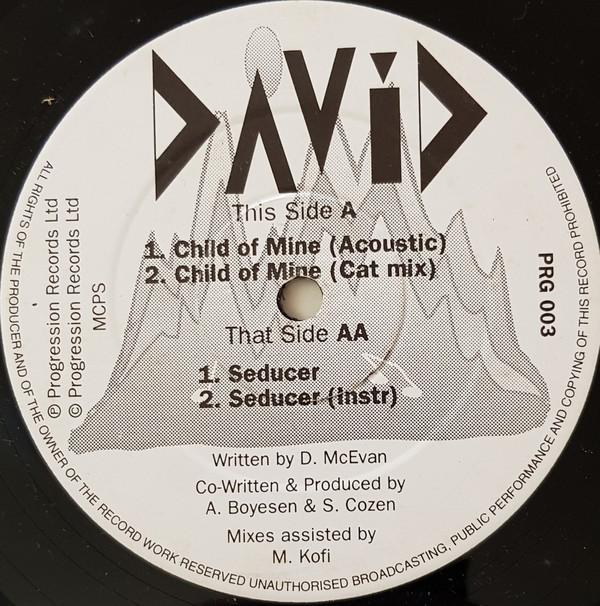 DAViD
This Side A
1. Child of Mine (Acoustic)
2. Child of Mine (Cat mix)
That Side AA
1. Seducer
2. Seducer (Instr)
Written by D. McEvan
Co-Written & Produced by
A. Boyesen & S. Cozen
Mixes assisted by
M. Kofi
℗ Progression Records Ltd
© Progression Records Ltd
MCPS
PRG 003
ALL RIGHTS OF THE PRODUCER AND OF THE OWNER OF THE RECORD WORK RESERVED UNAUTHORISED BROADCASTING, PUBLIC PERFORMANCE AND COPYING OF THIS RECORD PROHIBITED